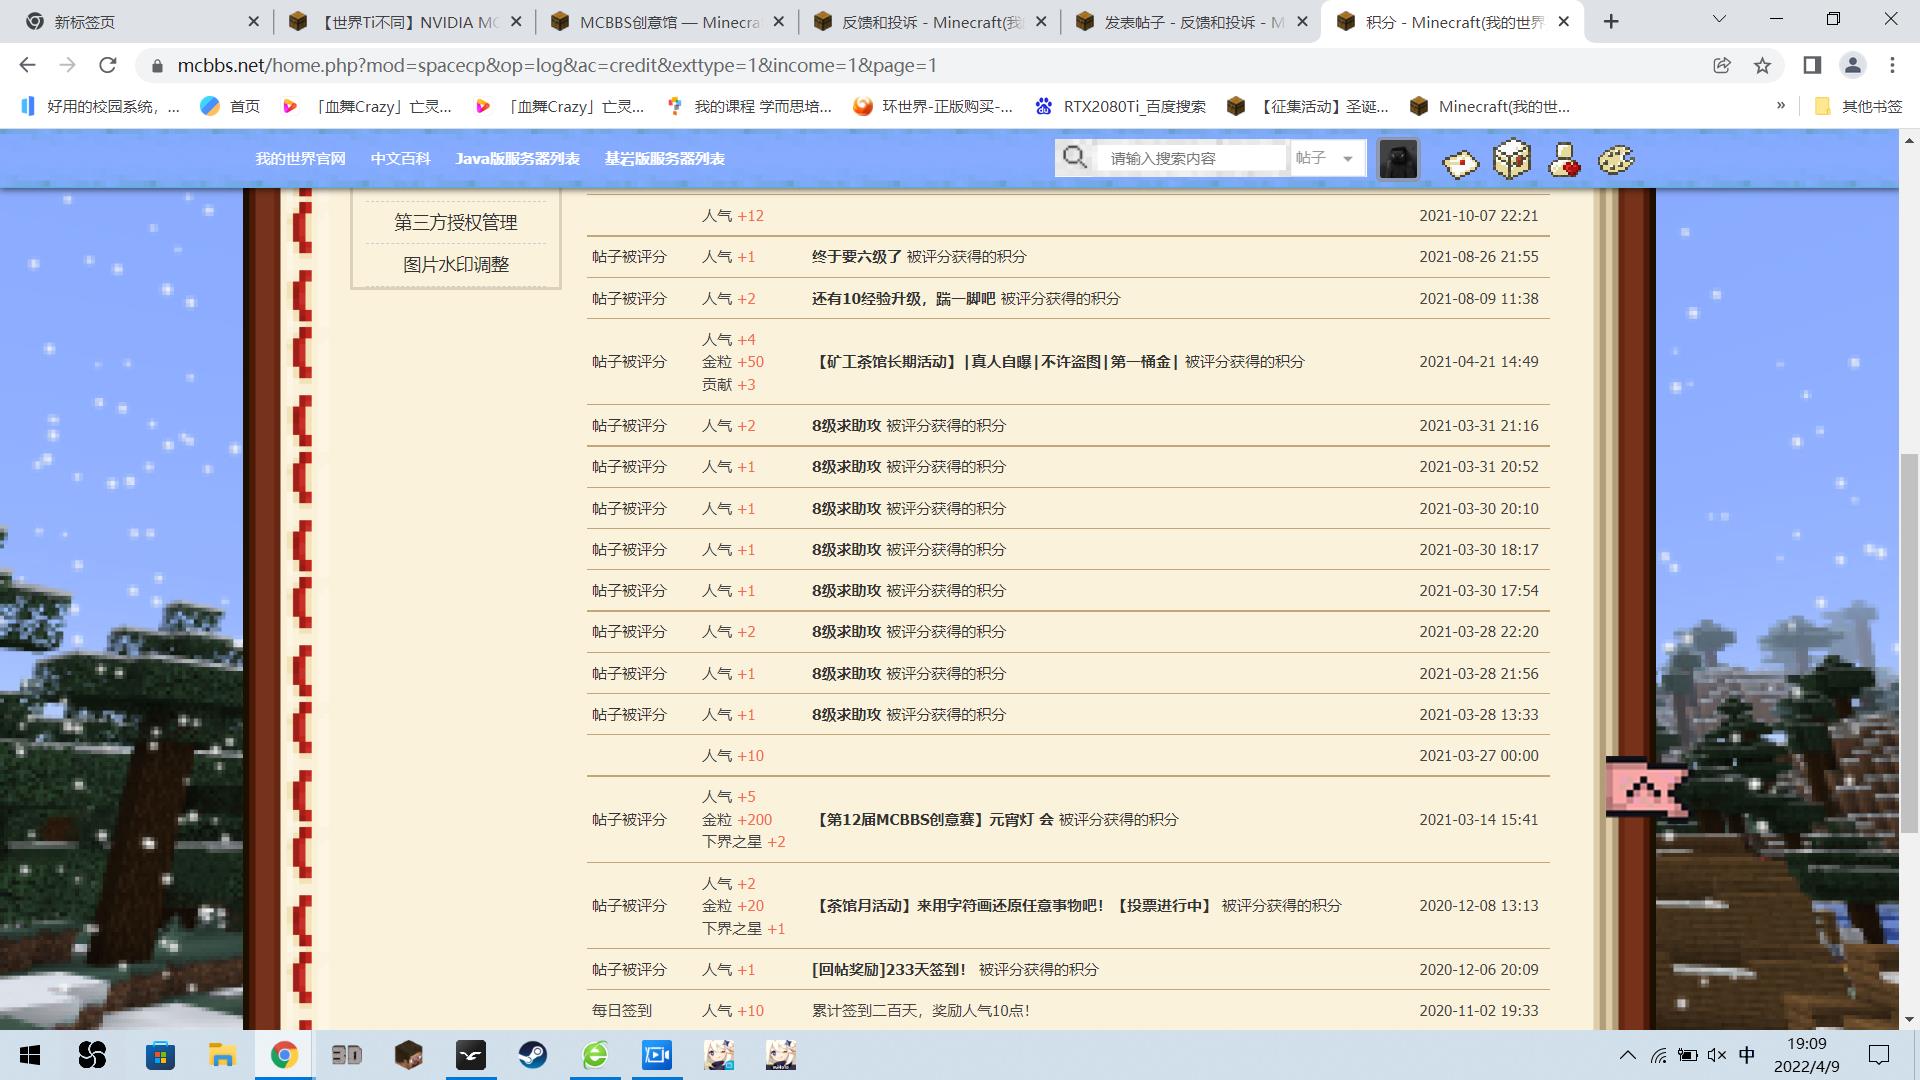 新标签页
【世界Ti不同】NVIDIA MC
MCBBS创意馆 — Minecra
反馈和投诉 - Minecraft(我
发表帖子 - 反馈和投诉 - M
积分 - Minecraft(我的世界
mcbbs.net/home.php?mod=spacecp&op=log&ac=credit&exttype=1&income=1&page=1
好用的校园系统，...
首页
「血舞Crazy」亡灵...
「血舞Crazy」亡灵...
我的课程 学而思培...
环世界-正版购买-...
RTX2080Ti_百度搜索
【征集活动】圣诞...
Minecraft(我的世...
»
其他书签
我的世界官网 中文百科 Java版服务器列表 基岩版服务器列表
请输入搜索内容 帖子
第三方授权管理
图片水印调整
人气 +12 2021-10-07 22:21
帖子被评分 人气 +1 终于要六级了 被评分获得的积分 2021-08-26 21:55
帖子被评分 人气 +2 还有10经验升级，踹一脚吧 被评分获得的积分 2021-08-09 11:38
人气 +4
帖子被评分 金粒 +50 【矿工茶馆长期活动】|真人自曝|不许盗图|第一桶金| 被评分获得的积分 2021-04-21 14:49
贡献 +3
帖子被评分 人气 +2 8级求助攻 被评分获得的积分 2021-03-31 21:16
帖子被评分 人气 +1 8级求助攻 被评分获得的积分 2021-03-31 20:52
帖子被评分 人气 +1 8级求助攻 被评分获得的积分 2021-03-30 20:10
帖子被评分 人气 +1 8级求助攻 被评分获得的积分 2021-03-30 18:17
帖子被评分 人气 +1 8级求助攻 被评分获得的积分 2021-03-30 17:54
帖子被评分 人气 +2 8级求助攻 被评分获得的积分 2021-03-28 22:20
帖子被评分 人气 +1 8级求助攻 被评分获得的积分 2021-03-28 21:56
帖子被评分 人气 +1 8级求助攻 被评分获得的积分 2021-03-28 13:33
人气 +10 2021-03-27 00:00
人气 +5
帖子被评分 金粒 +200 【第12届MCBBS创意赛】元宵灯 会 被评分获得的积分 2021-03-14 15:41
下界之星 +2
人气 +2
帖子被评分 金粒 +20 【茶馆月活动】来用字符画还原任意事物吧！【投票进行中】 被评分获得的积分 2020-12-08 13:13
下界之星 +1
帖子被评分 人气 +1 [回帖奖励]233天签到！ 被评分获得的积分 2020-12-06 20:09
每日签到 人气 +10 累计签到二百天，奖励人气10点！ 2020-11-02 19:33
3D
中
19:09
2022/4/9